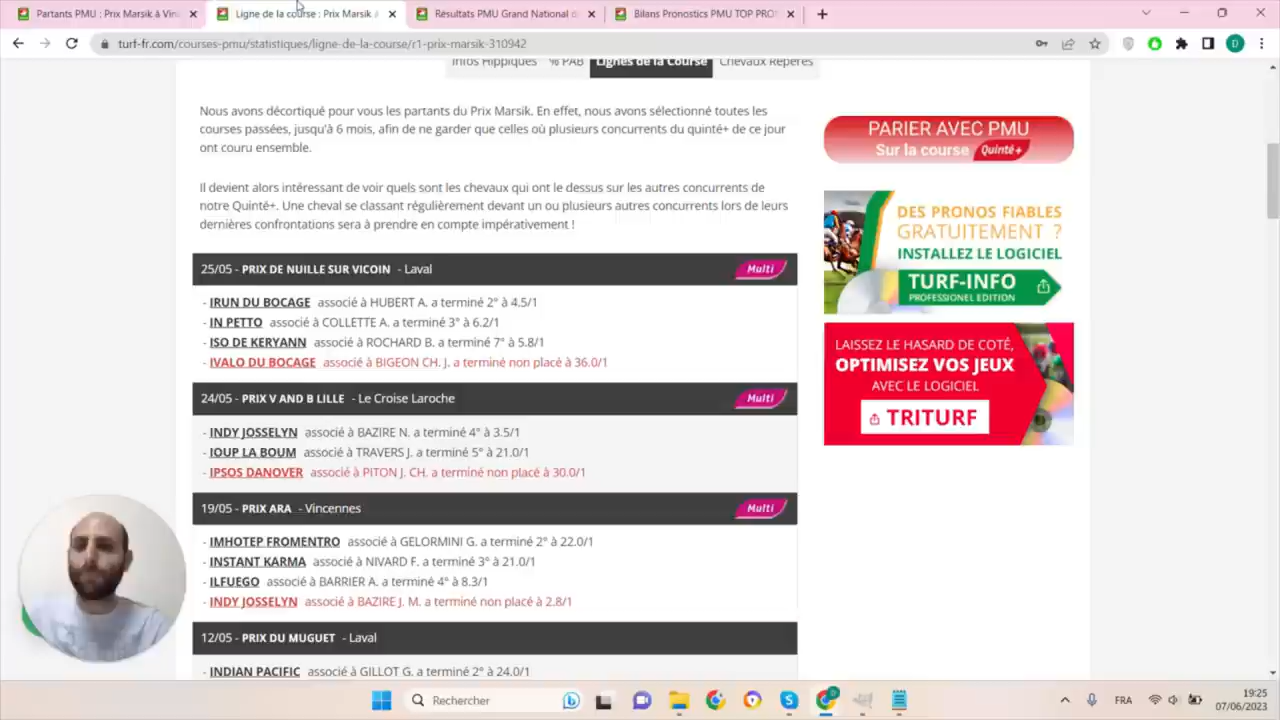 Partants PMU : Prix Marsik à Vin
Ligne de la course : Prix Marsik à
Résultats PMU Grand National d
Bilans Pronostics PMU TOP PRO
turf-fr.com/courses-pmu/statistiques/ligne-de-la-course/r1-prix-marsik-310942
D
Infos Hippiques % PAB Lignes de la Course Chevaux Repères
Nous avons décortiqué pour vous les partants du Prix Marsik. En effet, nous avons sélectionné toutes les
courses passées, jusqu'à 6 mois, afin de ne garder que celles où plusieurs concurrents du quinté+ de ce jour
ont couru ensemble.
Il devient alors intéressant de voir quels sont les chevaux qui ont le dessus sur les autres concurrents de
notre Quinté+. Une cheval se classant régulièrement devant un ou plusieurs autres concurrents lors de leurs
dernières confrontations sera à prendre en compte impérativement !
25/05 - PRIX DE NUILLE SUR VICOIN - Laval
Multi
- IRUN DU BOCAGE associé à HUBERT A. a terminé 2° à 4.5/1
- IN PETTO associé à COLLETTE A. a terminé 3° à 6.2/1
- ISO DE KERYANN associé à ROCHARD B. a terminé 7° à 5.8/1
- IVALO DU BOCAGE associé à BIGEON CH. J. a terminé non placé à 36.0/1
24/05 - PRIX V AND B LILLE - Le Croise Laroche
Multi
- INDY JOSSELYN associé à BAZIRE N. a terminé 4° à 3.5/1
- IOUP LA BOUM associé à TRAVERS J. a terminé 5° à 21.0/1
- IPSOS DANOVER associé à PITON J. CH. a terminé non placé à 30.0/1
19/05 - PRIX ARA - Vincennes
Multi
- IMHOTEP FROMENTRO associé à GELORMINI G. a terminé 2° à 22.0/1
- INSTANT KARMA associé à NIVARD F. a terminé 3° à 21.0/1
- ILFUEGO associé à BARRIER A. a terminé 4° à 8.3/1
- INDY JOSSELYN associé à BAZIRE J. M. a terminé non placé à 2.8/1
12/05 - PRIX DU MUGUET - Laval
- INDIAN PACIFIC associé à GILLOT G. a terminé 2° à 24.0/1
PARIER AVEC PMU
Sur la course Quinté+
DES PRONOS FIABLES
GRATUITEMENT ?
INSTALLEZ LE LOGICIEL
TURF-INFO
PROFESSIONEL EDITION
LAISSEZ LE HASARD DE COTÉ,
OPTIMISEZ VOS JEUX
AVEC LE LOGICIEL
TRITURF
Rechercher
FRA
19:25
07/06/2023